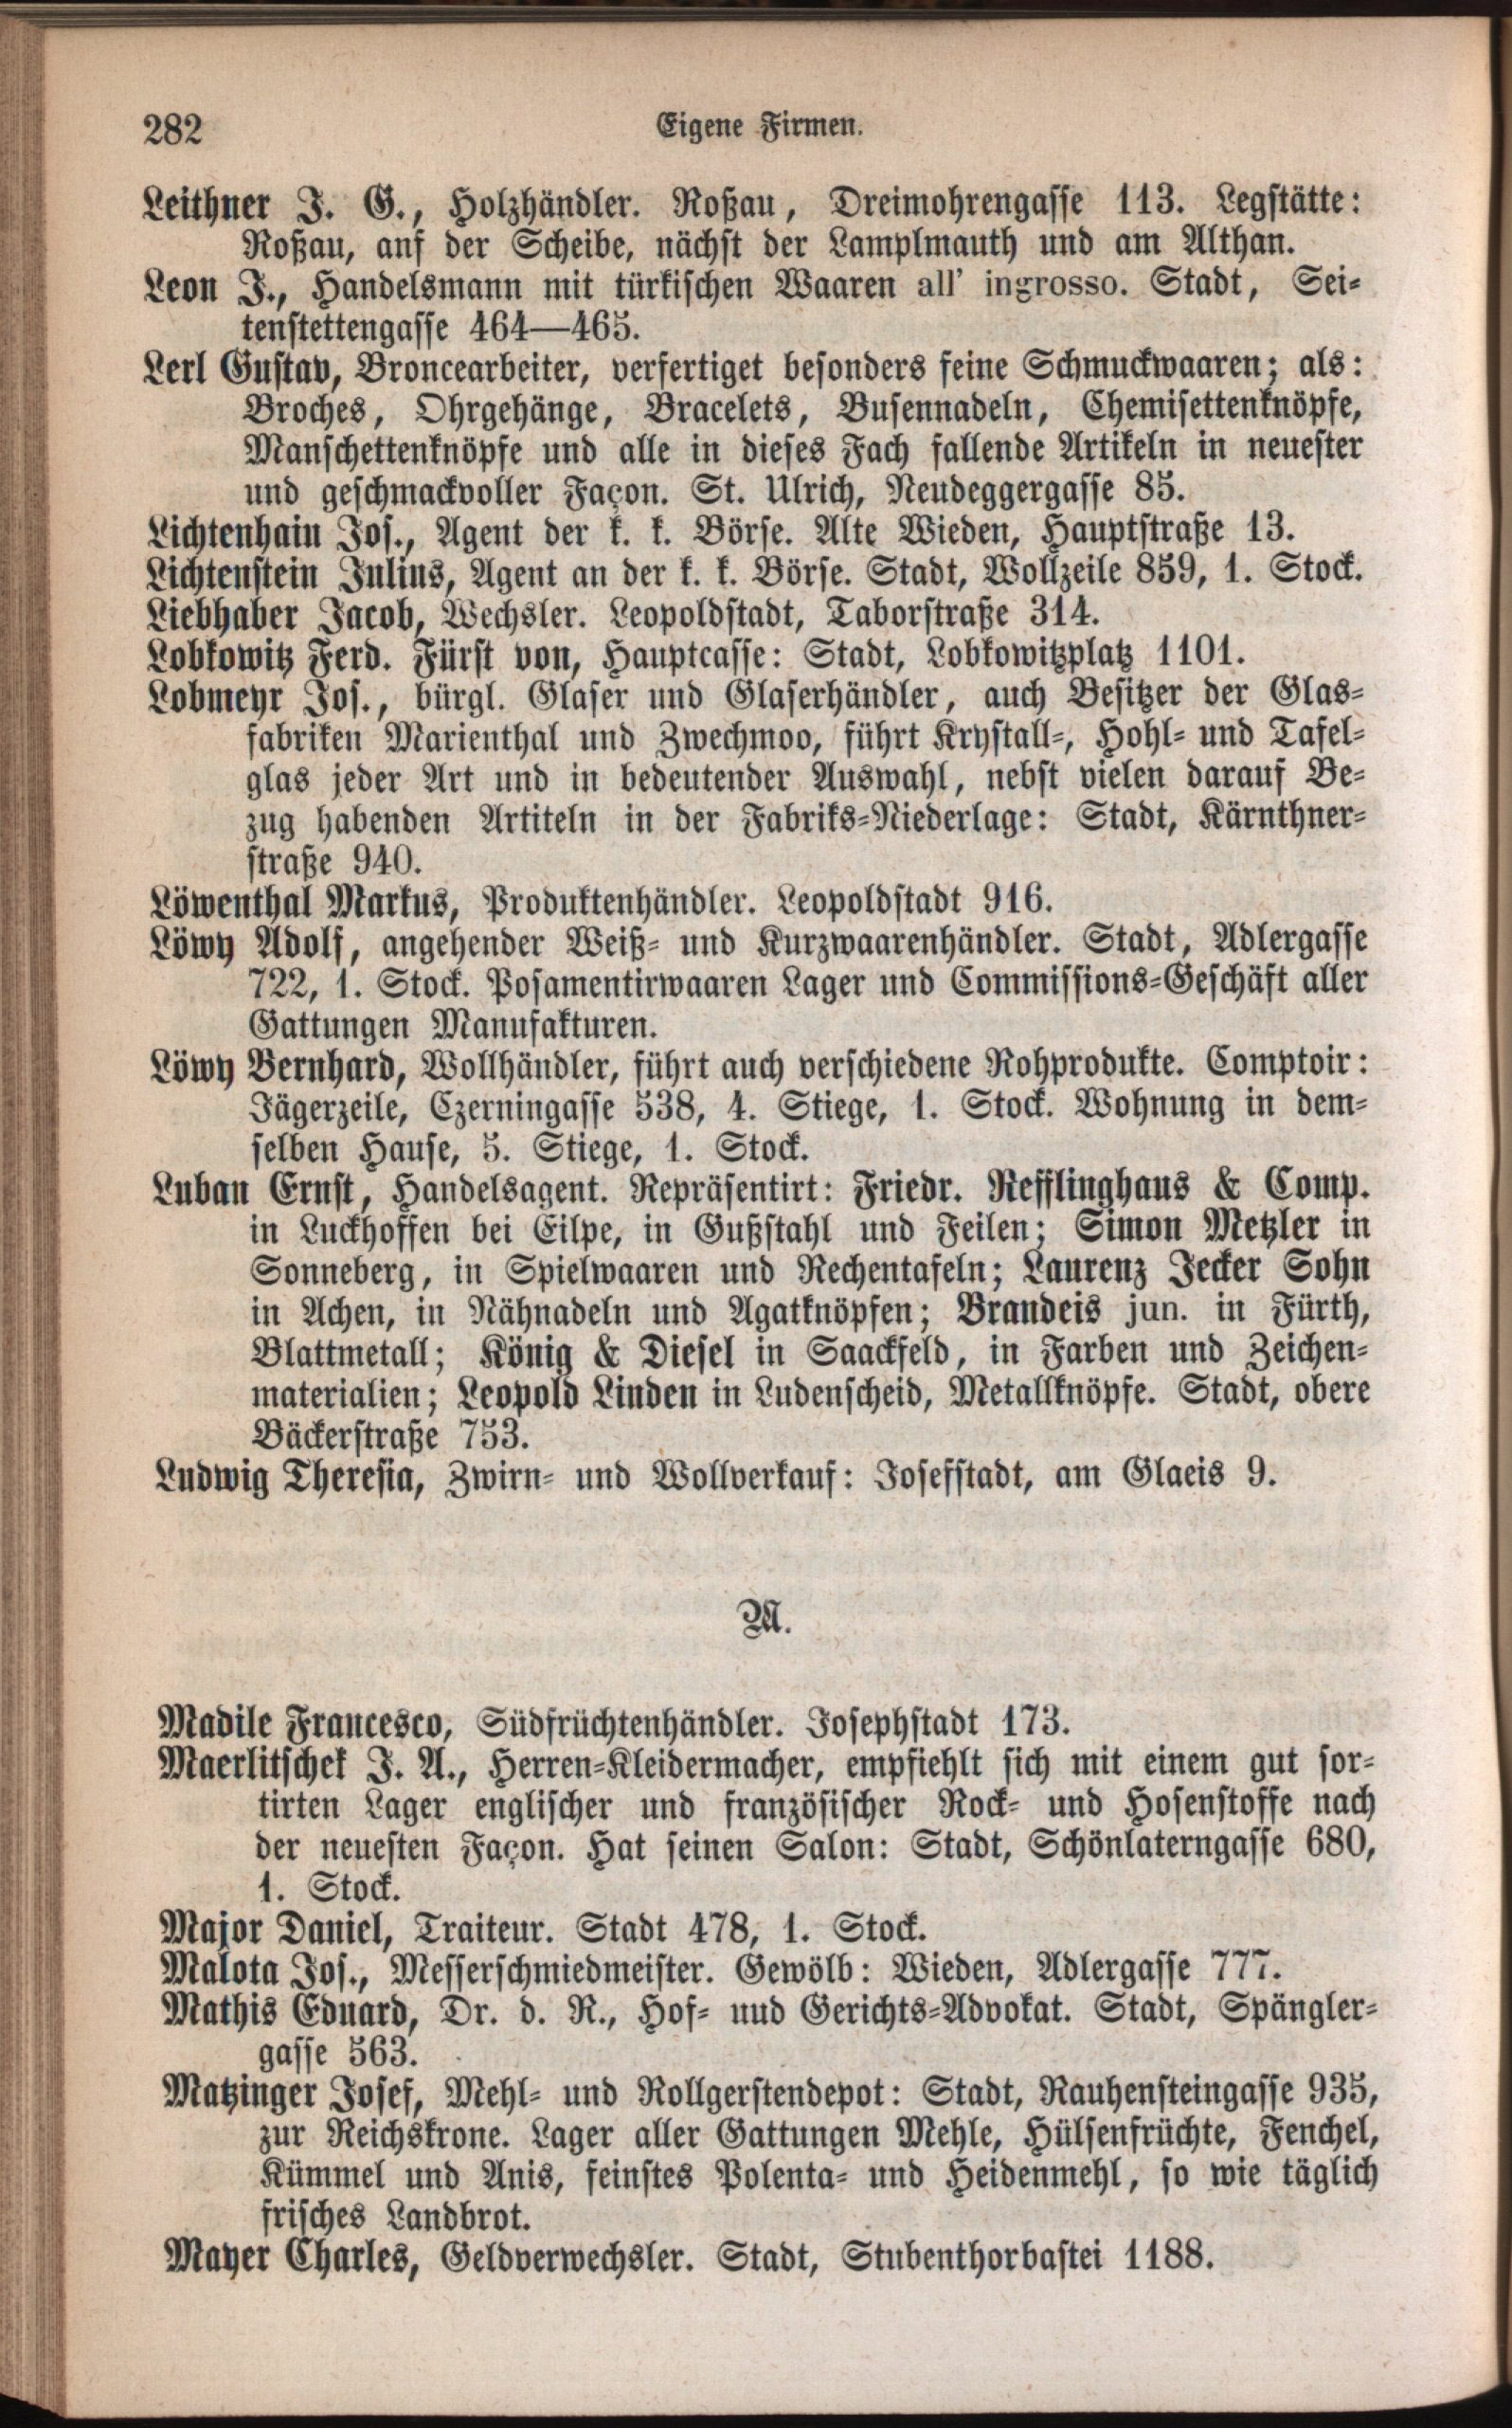 282
Eigene Firmen.
Leithner J. G., Holzhändler. Roßau, Dreimohrengasse 113. Legstätte:
Roßau, anf der Scheibe, nächst der Lamplmauth und am Althan.
Leon J., Handelsmann mit türkischen Waaren all' ingrosso. Stadt, Sei-
tenstettengasse 464—465.
Lerl Gustav, Broncearbeiter, verfertiget besonders feine Schmuckwaaren; als:
Broches, Ohrgehänge, Bracelets, Busennadeln, Chemisettenknöpfe,
Manschettenknöpfe und alle in dieses Fach fallende Artikeln in neuester
und geschmackvoller Façon. St. Ulrich, Neudeggergasse 85.
Lichtenhain Jos., Agent der k. k. Börse. Alte Wieden, Hauptstraße 13.
Lichtenstein Julius, Agent an der k. k. Börse. Stadt, Wollzeile 859, 1. Stock.
Liebhaber Jacob, Wechsler. Leopoldstadt, Taborstraße 314.
Lobkowitz Ferd. Fürst von, Hauptcasse: Stadt, Lobkowitzplatz 1101.
Lobmeyr Jos., bürgl. Glaser und Glaserhändler, auch Besitzer der Glas-
fabriken Marienthal und Zwechmoo, führt Krystall-, Hohl- und Tafel-
glas jeder Art und in bedeutender Auswahl, nebst vielen darauf Be-
zug habenden Artiteln in der Fabriks-Niederlage: Stadt, Kärnthner-
straße 940.
Löwenthal Markus, Produktenhändler. Leopoldstadt 916.
Löwy Adolf, angehender Weiß- und Kurzwaarenhändler. Stadt, Adlergasse
722, 1. Stock. Posamentirwaaren Lager und Commissions-Geschäft aller
Gattungen Manufakturen.
Löwy Bernhard, Wollhändler, führt auch verschiedene Rohprodukte. Comptoir:
Jägerzeile, Czerningasse 538, 4. Stiege, 1. Stock. Wohnung in dem-
selben Hause, 5. Stiege, 1. Stock.
Luban Ernst, Handelsagent. Repräsentirt: Friedr. Refflinghaus & Comp.
in Luckhoffen bei Eilpe, in Gußstahl und Feilen; Simon Metzler in
Sonneberg, in Spielwaaren und Rechentafeln; Laurenz Jecker Sohn
in Achen, in Nähnadeln und Agatknöpfen; Brandeis jun. in Fürth,
Blattmetall; König & Diesel in Saackfeld, in Farben und Zeichen-
materialien; Leopold Linden in Ludenscheid, Metallknöpfe. Stadt, obere
Bäckerstraße 753.
Ludwig Theresia, Zwirn- und Wollverkauf: Josefstadt, am Glacis 9.
M.
Madile Francesco, Südfrüchtenhändler. Josephstadt 173.
Maerlitschek J. A., Herren-Kleidermacher, empfiehlt sich mit einem gut sor-
tirten Lager englischer und französischer Rock- und Hosenstoffe nach
der neuesten Façon. Hat seinen Salon: Stadt, Schönlaterngasse 680,
1. Stock.
Major Daniel, Traiteur. Stadt 478, 1. Stock.
Malota Jos., Messerschmiedmeister. Gewölb: Wieden, Adlergasse 777.
Mathis Eduard, Dr. d. R., Hof- und Gerichts-Advokat. Stadt, Spängler-
gasse 563.
Matzinger Josef, Mehl- und Rollgerstendepot: Stadt, Rauhensteingasse 935,
zur Reichskrone. Lager aller Gattungen Mehle, Hülsenfrüchte, Fenchel,
Kümmel und Anis, feinstes Polenta- und Heidenmehl, so wie täglich
frisches Landbrot.
Mayer Charles, Geldverwechsler. Stadt, Stubenthorbastei 1188.